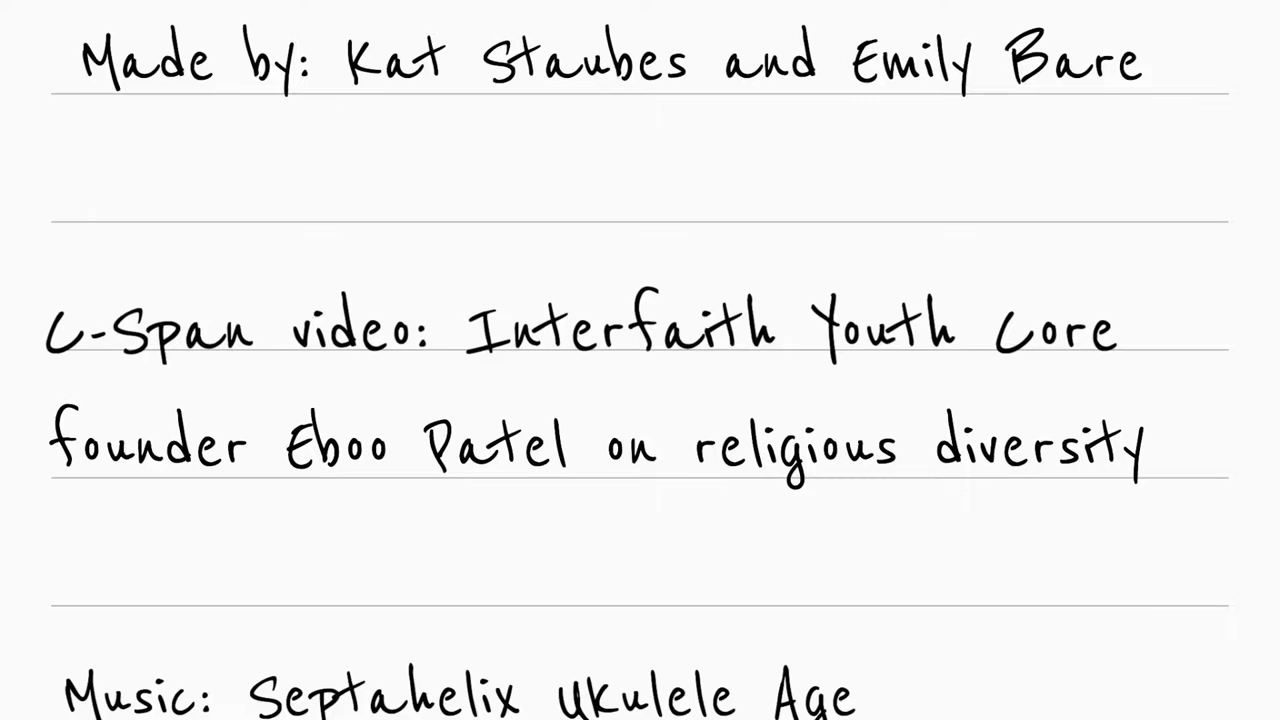 Made by: Kat Staubes and Emily Bare
C-Span video: Interfaith Youth Core
founder Eboo Patel on religious diversity
Music: Septahelix Ukulele Age